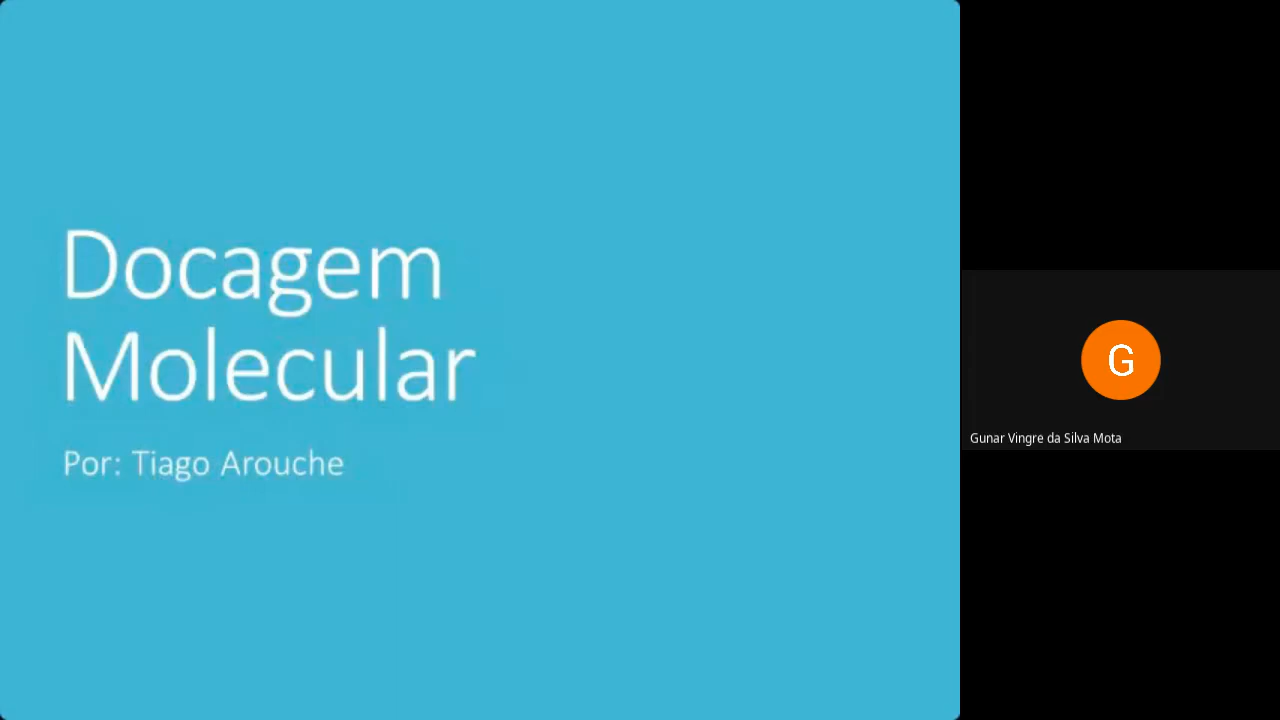 Docagem
Molecular
Por: Tiago Arouche
G
Gunar Vingre da Silva Mota